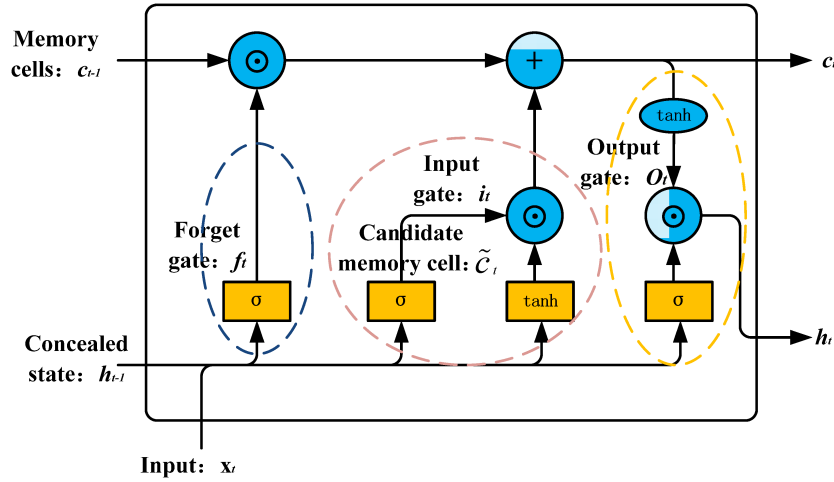 Memory
cells: cₜ₋₁
⊙
+
cₜ
tanh
Input
gate: iₜ
Output
gate: Oₜ
⊙
⊙
Forget
gate: fₜ
Candidate
memory cell: C̃ₜ
σ
σ
tanh
σ
Concealed
state: hₜ₋₁
hₜ
Input: xₜ